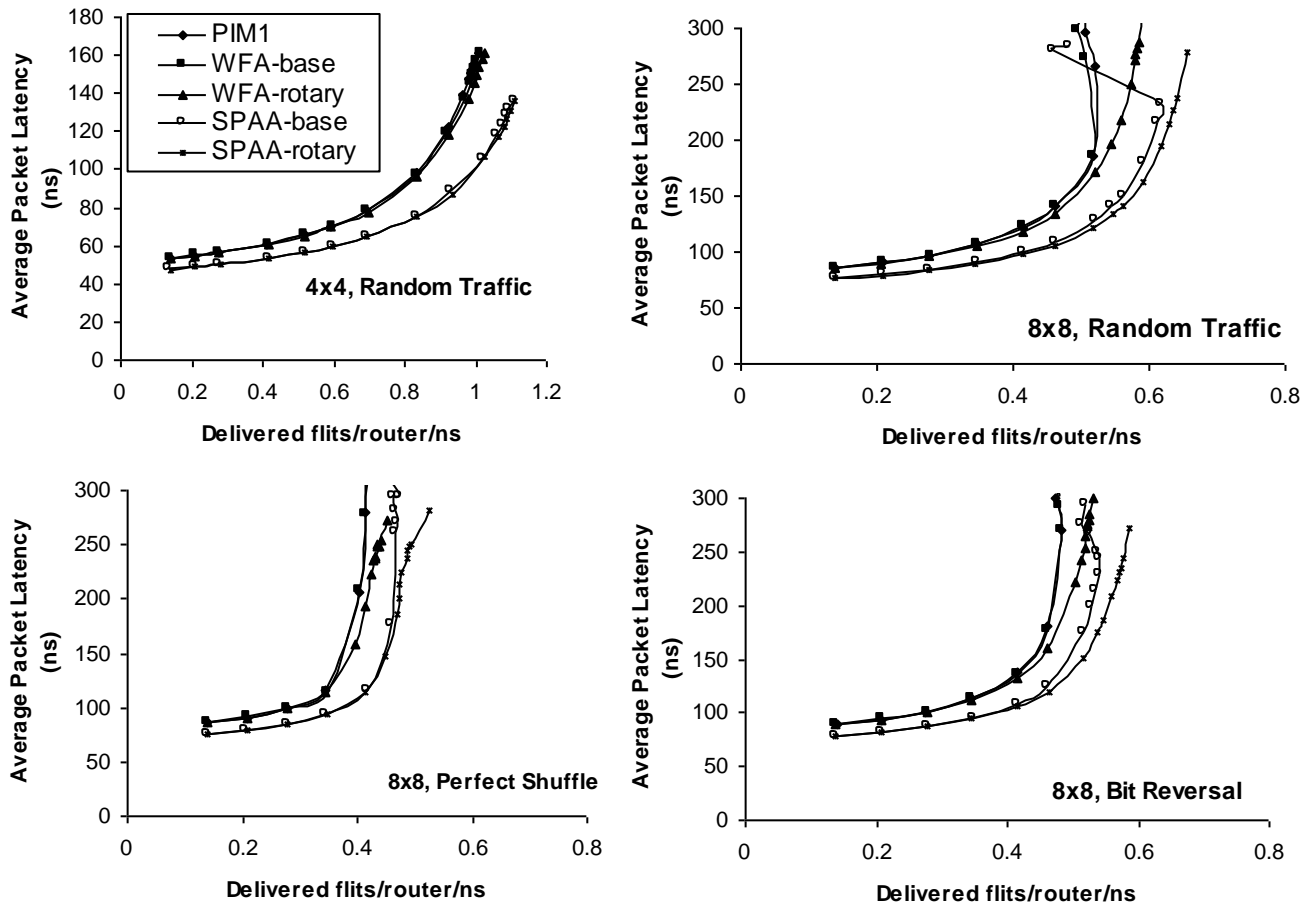 Average Packet Latency
(ns)
180
160
140
120
100
80
60
40
20
0
PIM1
WFA-base
WFA-rotary
SPAA-base
SPAA-rotary
4x4, Random Traffic
0 0.2 0.4 0.6 0.8 1 1.2
Delivered flits/router/ns
Average Packet Latency
(ns)
300
250
200
150
100
50
0
8x8, Random Traffic
0 0.2 0.4 0.6 0.8
Delivered flits/router/ns
Average Packet Latency
(ns)
300
250
200
150
100
50
0
8x8, Perfect Shuffle
0 0.2 0.4 0.6 0.8
Delivered flits/router/ns
Average Packet Latency
(ns)
300
250
200
150
100
50
0
8x8, Bit Reversal
0 0.2 0.4 0.6 0.8
Delivered flits/router/ns